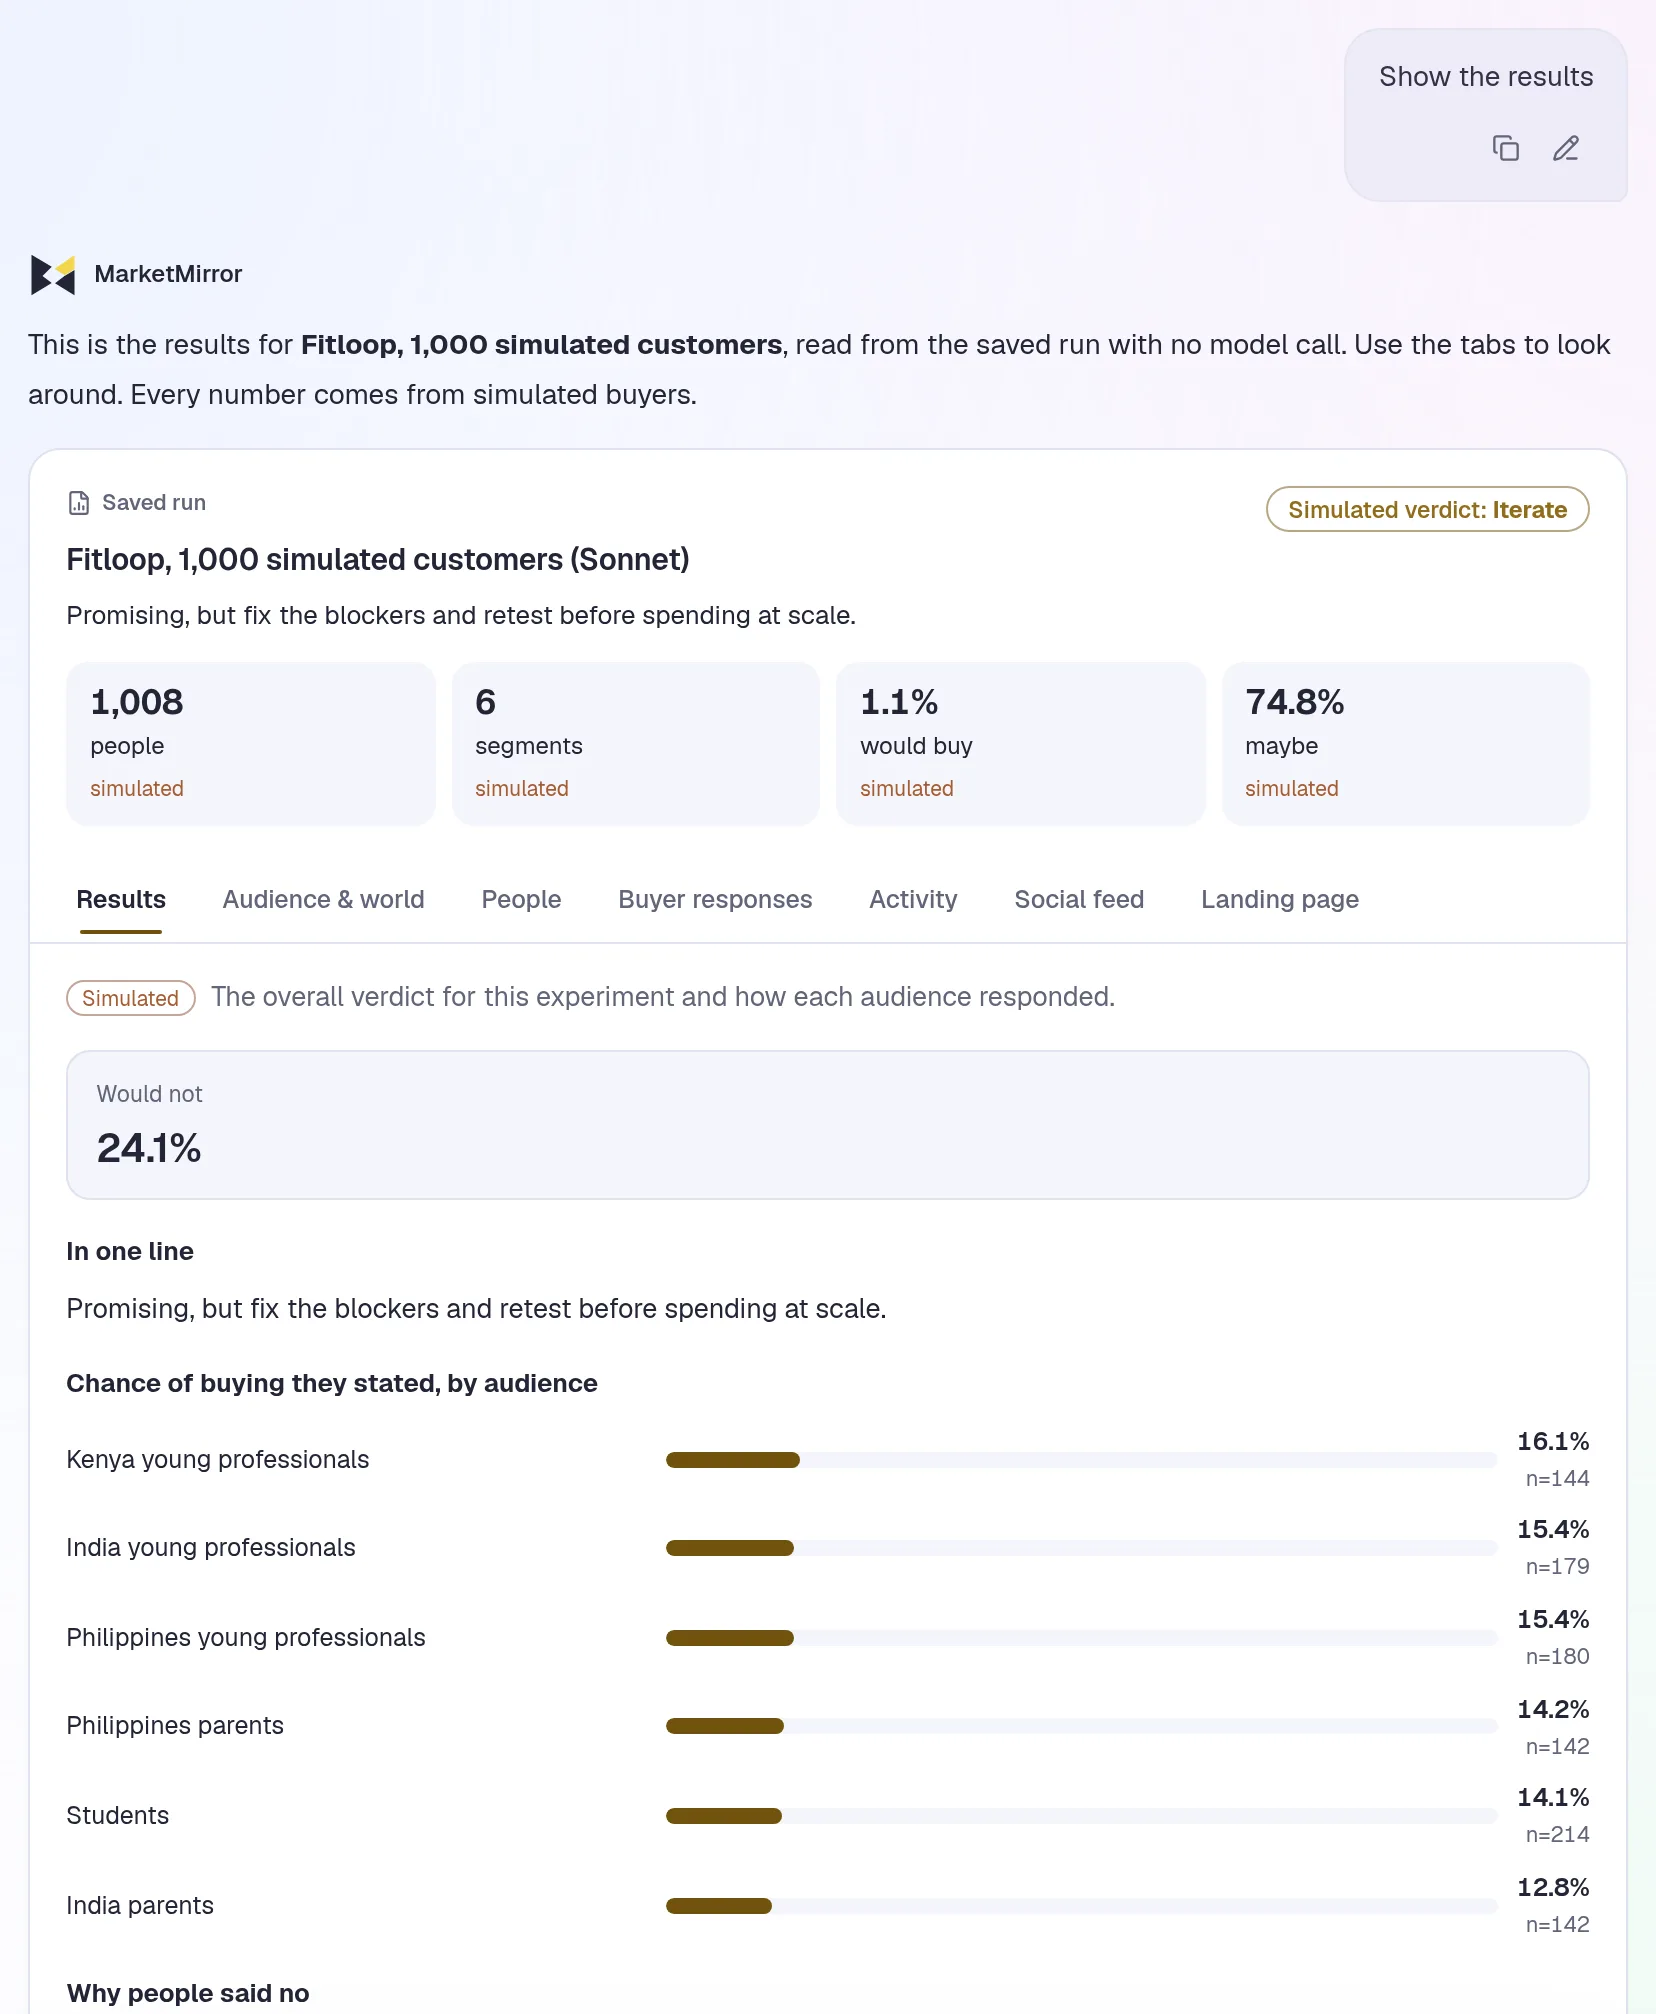 Show the results
MarketMirror
This is the results for Fitloop, 1,000 simulated customers, read from the saved run with no model call. Use the tabs to look
around. Every number comes from simulated buyers.
Saved run
Simulated verdict: Iterate
Fitloop, 1,000 simulated customers (Sonnet)
Promising, but fix the blockers and retest before spending at scale.
1,008
people
simulated
6
segments
simulated
1.1%
would buy
simulated
74.8%
maybe
simulated
Results
Audience & world
People
Buyer responses
Activity
Social feed
Landing page
Simulated
The overall verdict for this experiment and how each audience responded.
Would not
24.1%
In one line
Promising, but fix the blockers and retest before spending at scale.
Chance of buying they stated, by audience
Kenya young professionals
16.1%
n=144
India young professionals
15.4%
n=179
Philippines young professionals
15.4%
n=180
Philippines parents
14.2%
n=142
Students
14.1%
n=214
India parents
12.8%
n=142
Why people said no